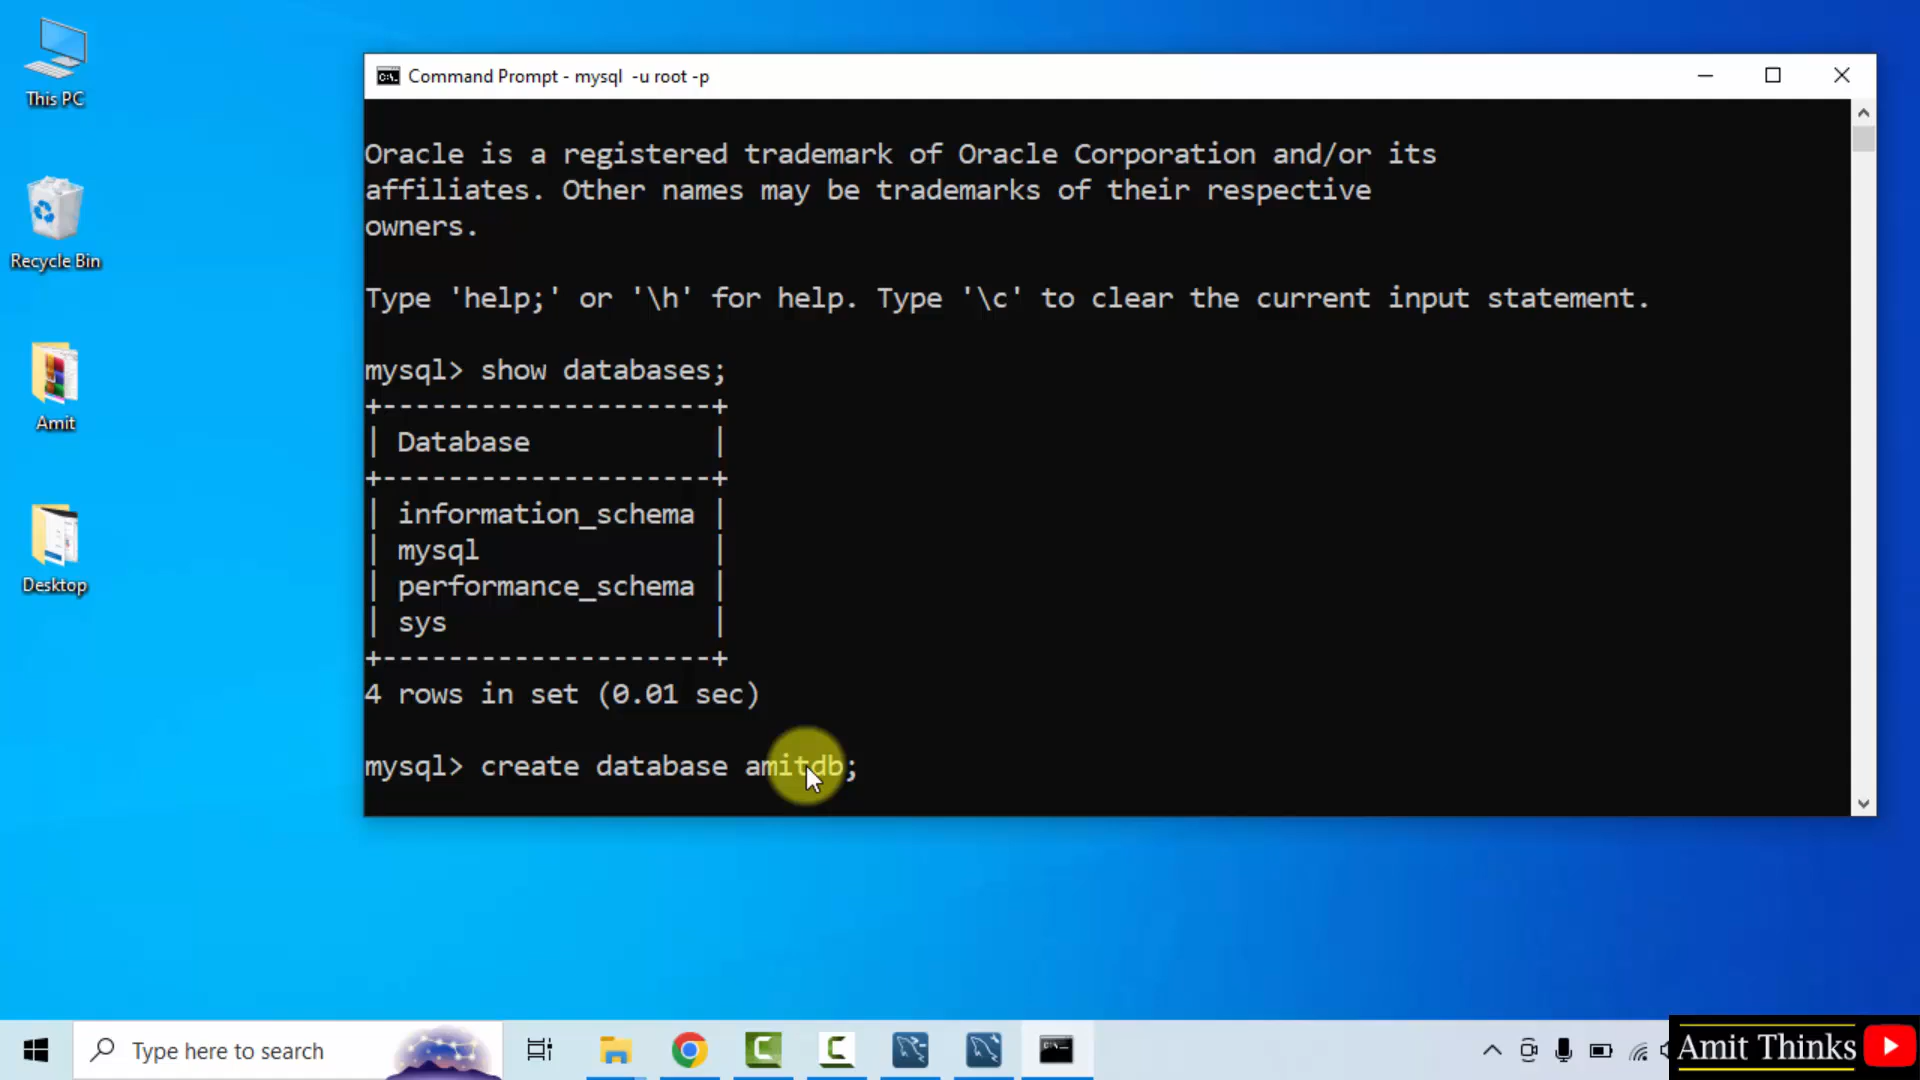 This PC
Recycle Bin
Amit
Desktop
Command Prompt - mysql  -u root -p
Oracle is a registered trademark of Oracle Corporation and/or its
affiliates. Other names may be trademarks of their respective
owners.
Type 'help;' or '\h' for help. Type '\c' to clear the current input statement.
mysql> show databases;
+--------------------+
| Database           |
+--------------------+
| information_schema |
| mysql              |
| performance_schema |
| sys                |
+--------------------+
4 rows in set (0.01 sec)
mysql> create database amitdb;
Type here to search
Amit Thinks